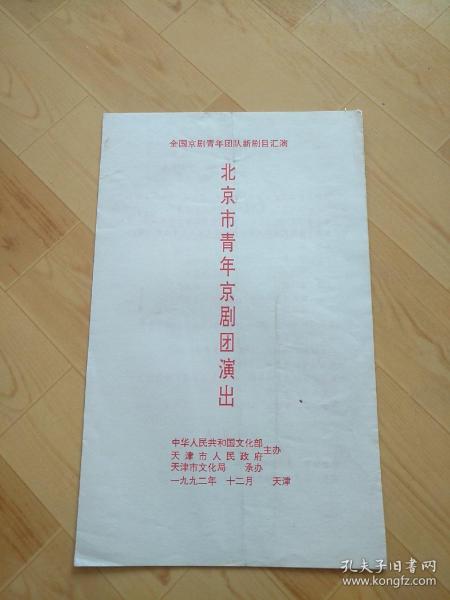 全国京剧青年团队新剧目汇演
北京市青年京剧团演出
中华人民共和国文化部
天津市人民政府 主办
天津市文化局 承办
一九九二年 十二月 天津
孔夫子旧书网
www.kongfz.com